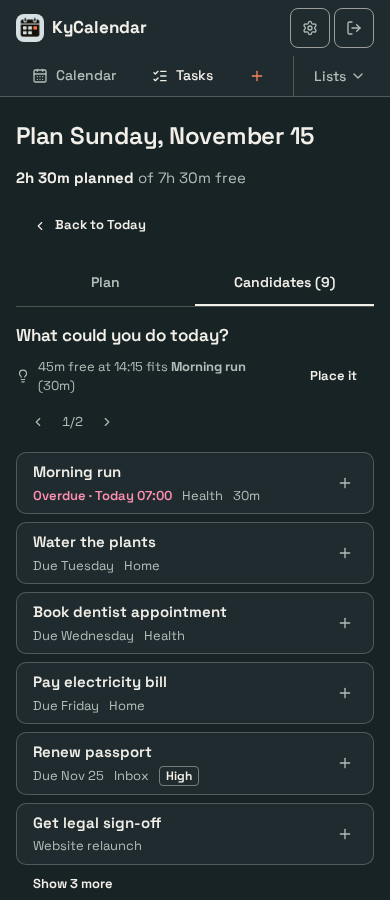 KyCalendar
Calendar Tasks + Lists
Plan Sunday, November 15
2h 30m planned of 7h 30m free
Back to Today
Plan Candidates (9)
What could you do today?
45m free at 14:15 fits Morning run
(30m)
Place it
1/2
Morning run
Overdue · Today 07:00 Health 30m
Water the plants
Due Tuesday Home
Book dentist appointment
Due Wednesday Health
Pay electricity bill
Due Friday Home
Renew passport
Due Nov 25 Inbox High
Get legal sign-off
Website relaunch
Show 3 more